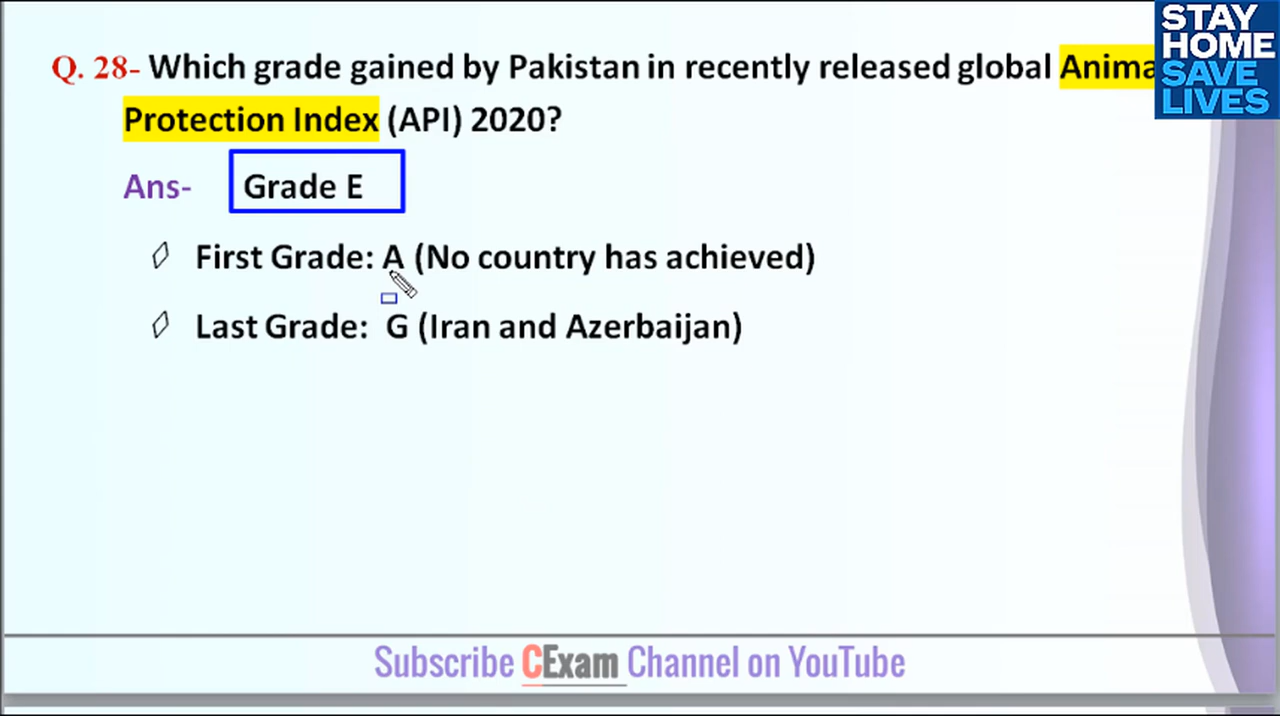 Q. 28- Which grade gained by Pakistan in recently released global Anima
Protection Index (API) 2020?
Ans- Grade E
First Grade: A (No country has achieved)
Last Grade: G (Iran and Azerbaijan)
Subscribe CExam Channel on YouTube
STAY
HOME
SAVE
LIVES